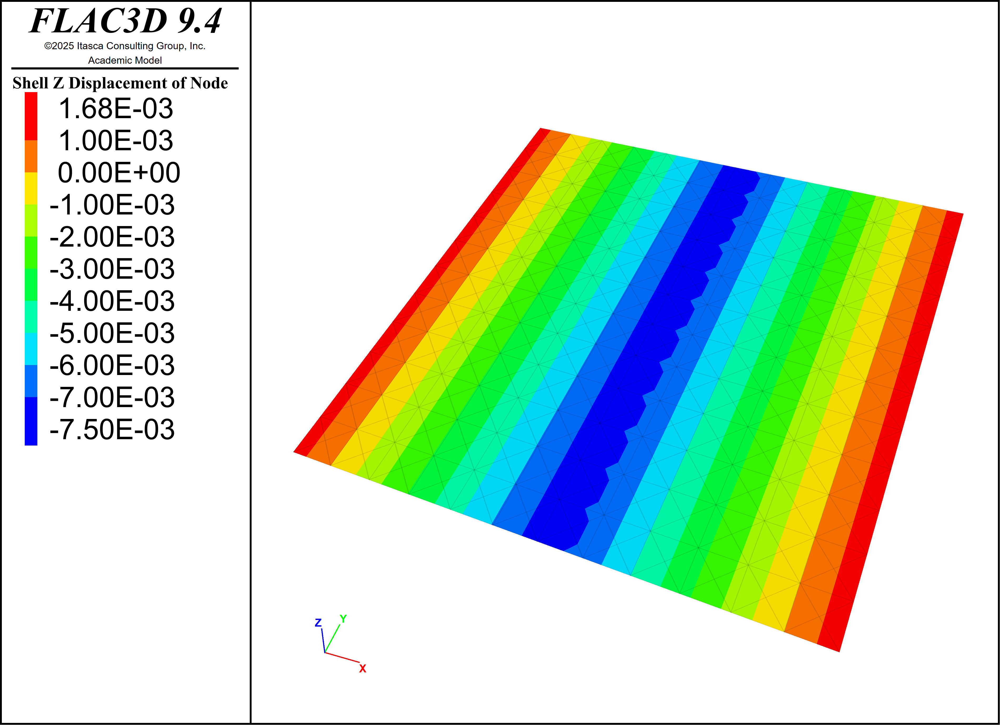 FLAC3D 9.4
©2025 Itasca Consulting Group, Inc.
Academic Model
Shell Z Displacement of Node
1.68E-03
1.00E-03
0.00E+00
-1.00E-03
-2.00E-03
-3.00E-03
-4.00E-03
-5.00E-03
-6.00E-03
-7.00E-03
-7.50E-03
Z
Y
X